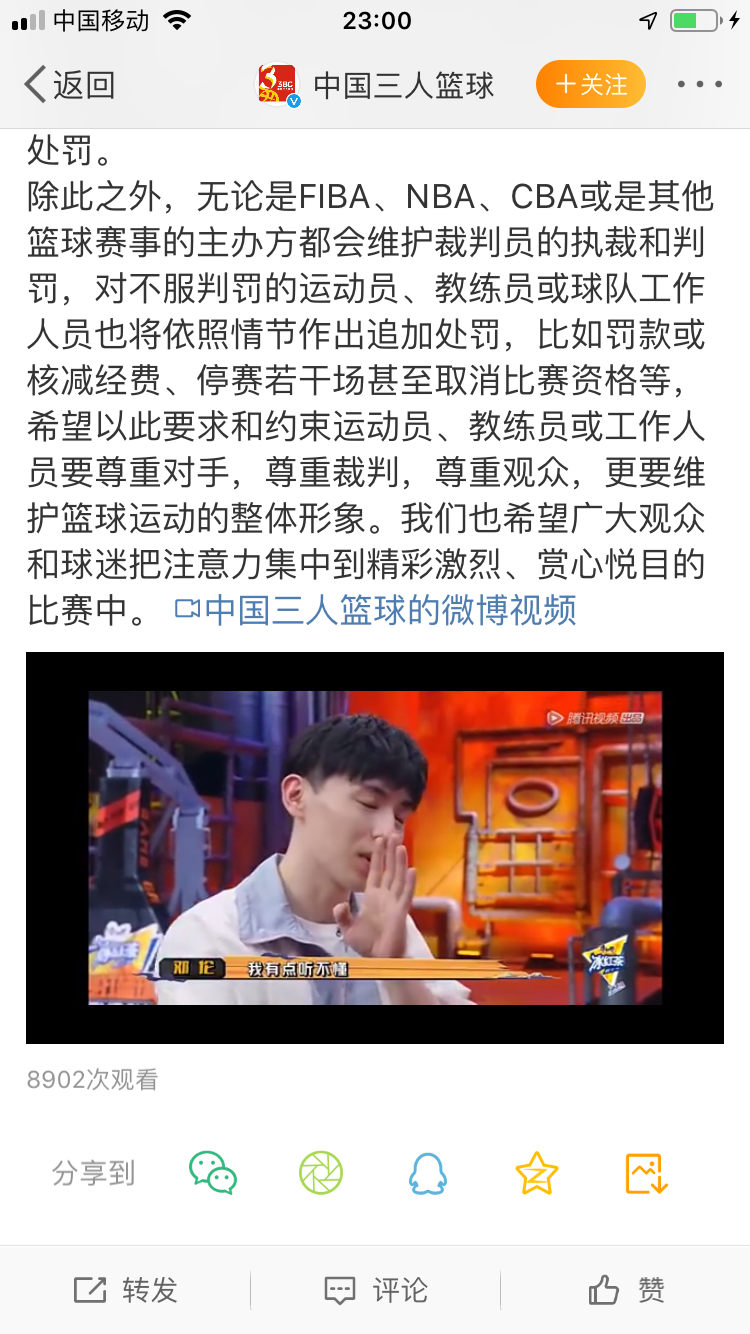 中国移动
23:00
返回
中国三人篮球
+关注
处罚。
除此之外，无论是FIBA、NBA、CBA或是其他
篮球赛事的主办方都会维护裁判员的执裁和判
罚，对不服判罚的运动员、教练员或球队工作
人员也将依照情节作出追加处罚，比如罚款或
核减经费、停赛若干场甚至取消比赛资格等，
希望以此要求和约束运动员、教练员或工作人
员要尊重对手，尊重裁判，尊重观众，更要维
护篮球运动的整体形象。我们也希望广大观众
和球迷把注意力集中到精彩激烈、赏心悦目的
比赛中。 中国三人篮球的微博视频
腾讯视频 出品
邓伦 我有点听不懂
冰红茶
冰红茶
8902次观看
分享到
转发
评论
赞